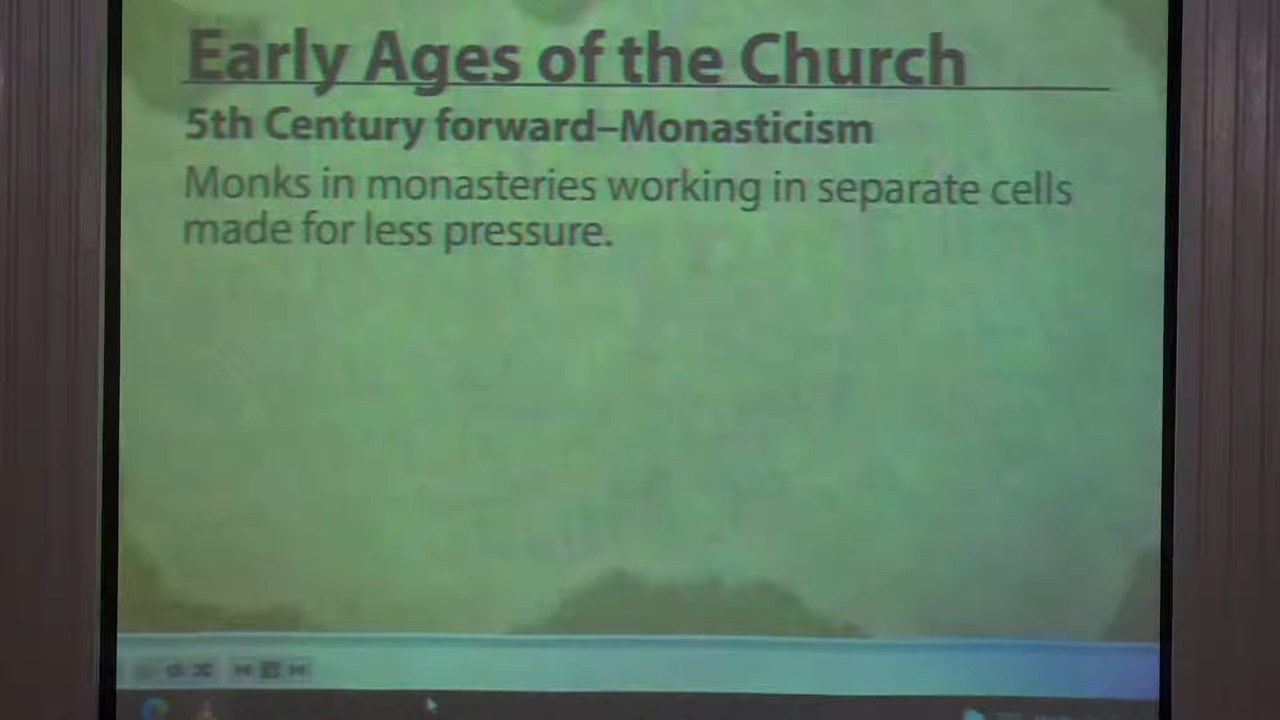 Early Ages of the Church
5th Century forward–Monasticism
Monks in monasteries working in separate cells
made for less pressure.